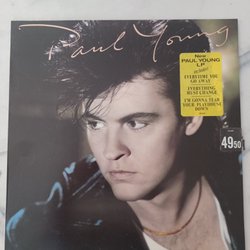 Paul Young
New
PAUL YOUNG
LP
EVERYTIME YOU
GO AWAY
EVERYTHING
MUST CHANGE
I'M GONNA TEAR
YOUR PLAYHOUSE
DOWN
49.50